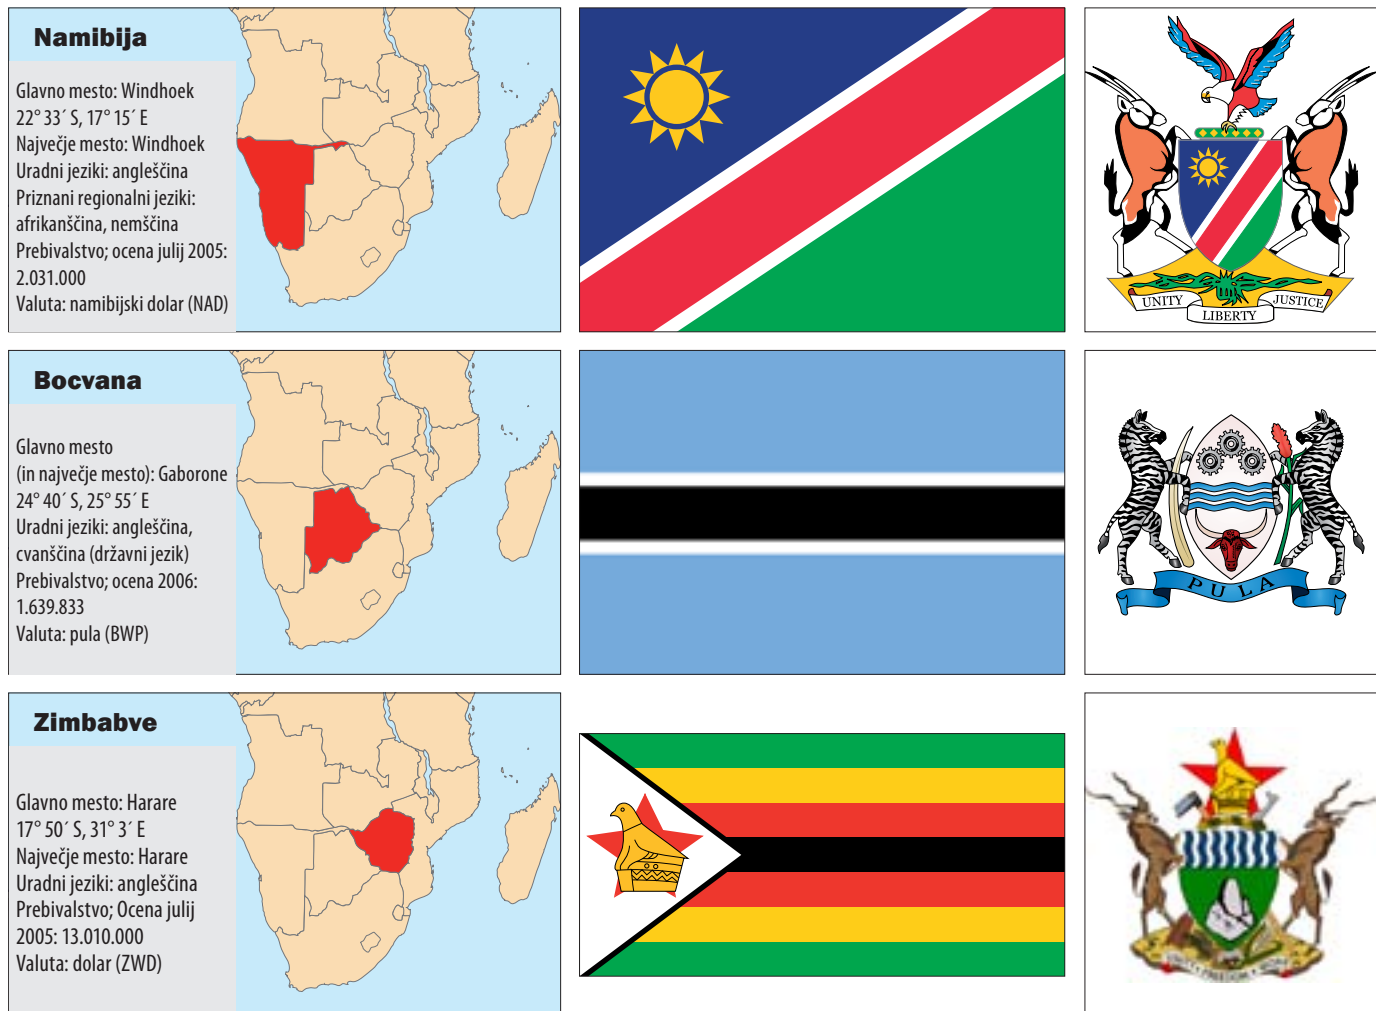 Namibija
Glavno mesto: Windhoek
22° 33´ S, 17° 15´ E
Največje mesto: Windhoek
Uradni jeziki: angleščina
Priznani regionalni jeziki:
afrikanščina, nemščina
Prebivalstvo; ocena julij 2005:
2.031.000
Valuta: namibijski dolar (NAD)
UNITY
LIBERTY
JUSTICE
Bocvana
Glavno mesto
(in največje mesto): Gaborone
24° 40´ S, 25° 55´ E
Uradni jeziki: angleščina,
cvanščina (državni jezik)
Prebivalstvo; ocena 2006:
1.639.833
Valuta: pula (BWP)
PULA
Zimbabve
Glavno mesto: Harare
17° 50´ S, 31° 3´ E
Največje mesto: Harare
Uradni jeziki: angleščina
Prebivalstvo; Ocena julij
2005: 13.010.000
Valuta: dolar (ZWD)